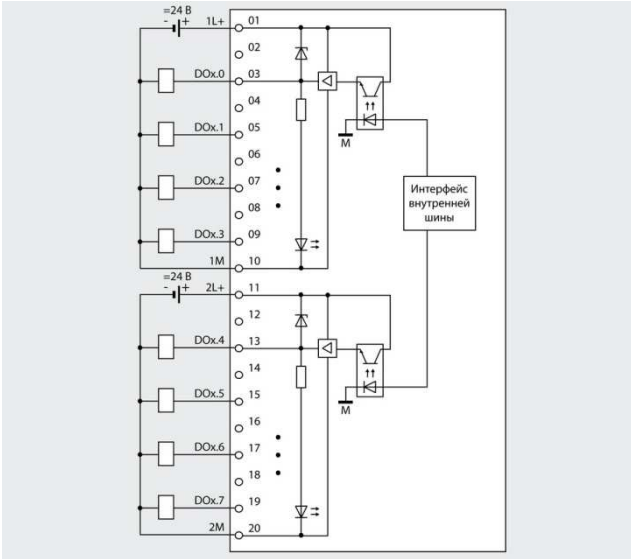 =24 В
- + 1L+ 01
02
DOx.0 03
04
DOx.1 05
06
DOx.2 07
08
DOx.3 09
1M 10
M
Интерфейс
внутренней
шины
=24 В
- + 2L+ 11
12
DOx.4 13
14
DOx.5 15
16
DOx.6 17
18
DOx.7 19
2M 20
M